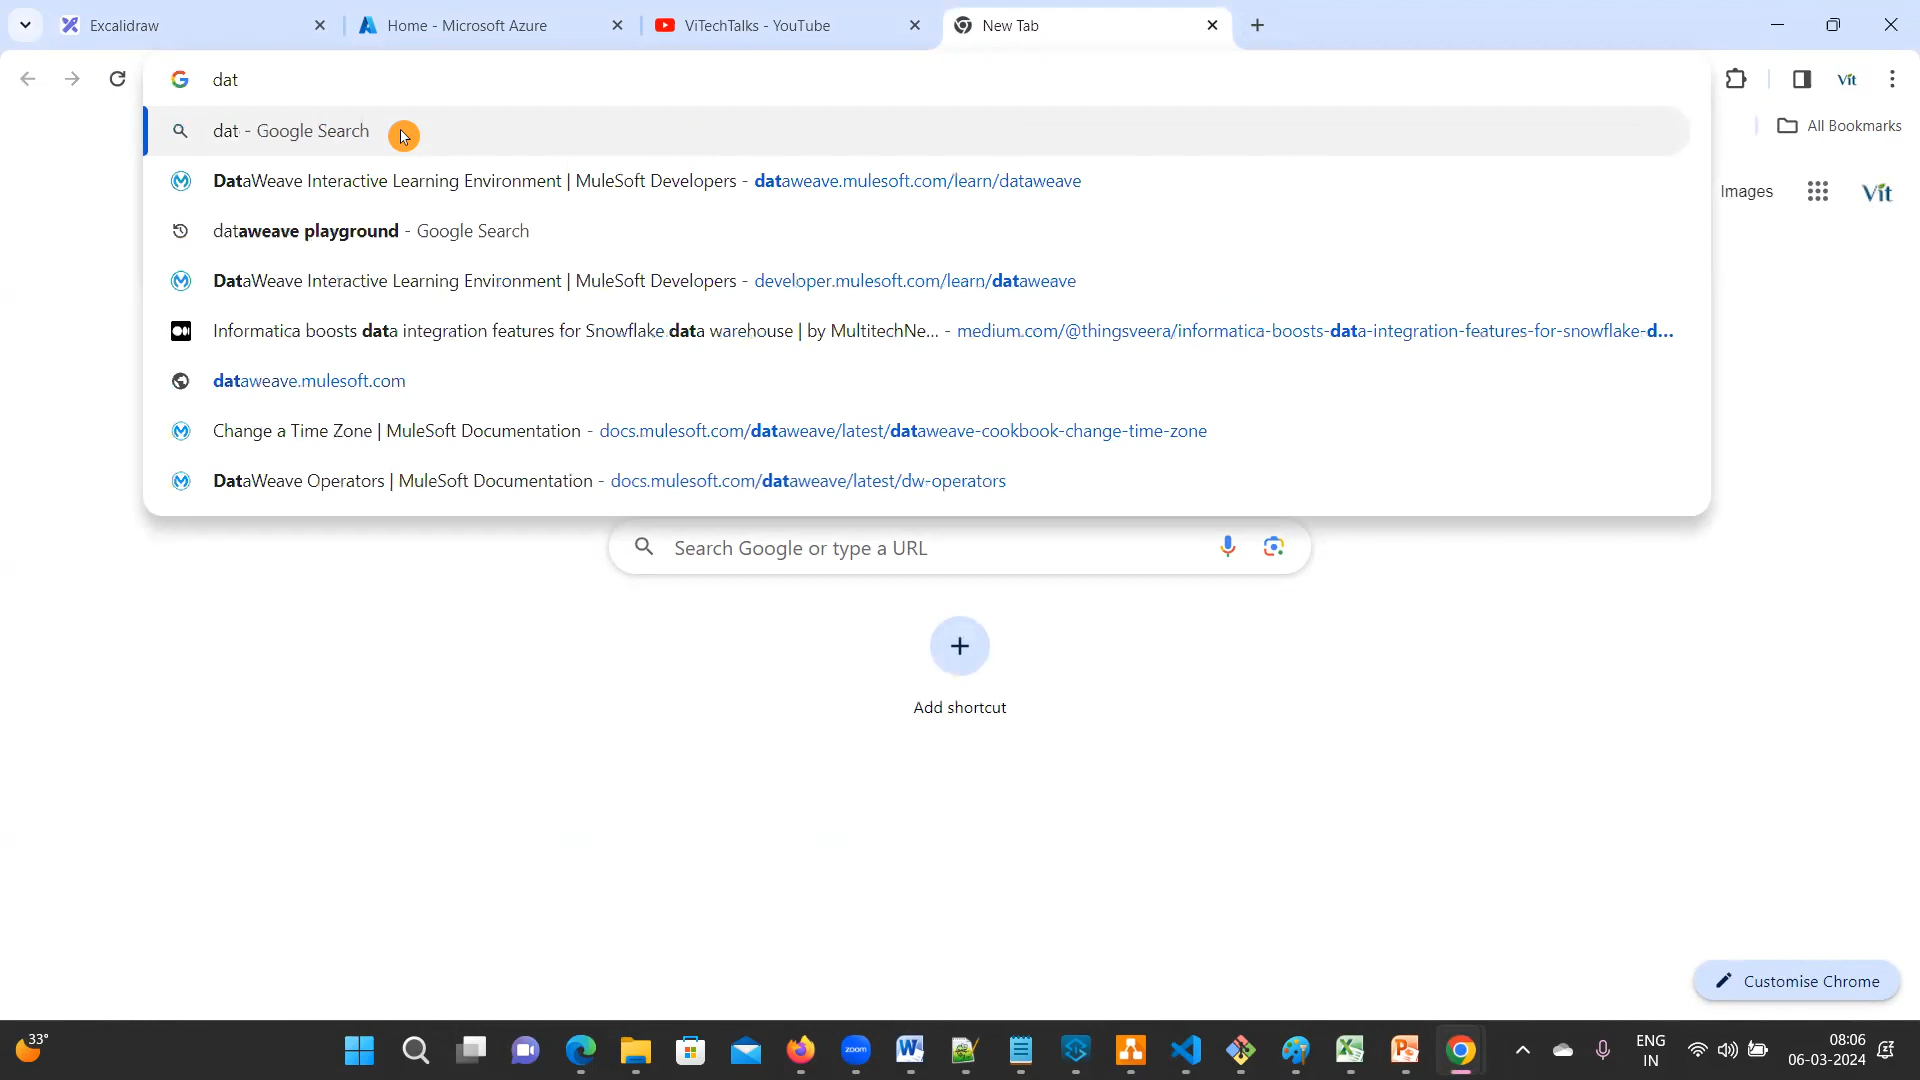 Excalidraw
Home - Microsoft Azure
ViTechTalks - YouTube
New Tab
dat
Vit
All Bookmarks
dat - Google Search
DataWeave Interactive Learning Environment | MuleSoft Developers - dataweave.mulesoft.com/learn/dataweave
Images
Vit
dataweave playground - Google Search
DataWeave Interactive Learning Environment | MuleSoft Developers - developer.mulesoft.com/learn/dataweave
Informatica boosts data integration features for Snowflake data warehouse | by MultitechNe... - medium.com/@thingsveera/informatica-boosts-data-integration-features-for-snowflake-d...
dataweave.mulesoft.com
Change a Time Zone | MuleSoft Documentation - docs.mulesoft.com/dataweave/latest/dataweave-cookbook-change-time-zone
DataWeave Operators | MuleSoft Documentation - docs.mulesoft.com/dataweave/latest/dw-operators
Search Google or type a URL
Add shortcut
Customise Chrome
33°
zoom
ENG
IN
08:06
06-03-2024